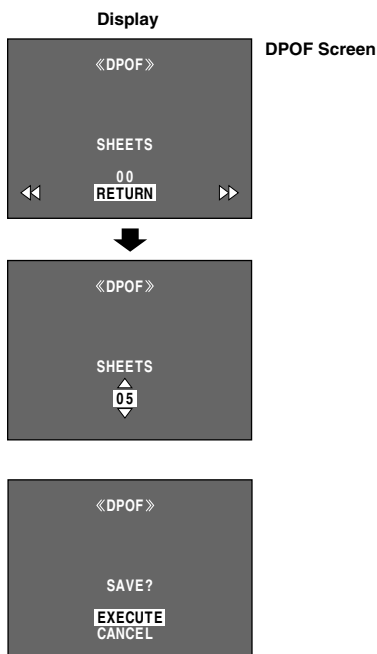 Display
DPOF Screen
《DPOF》
SHEETS
00
RETURN
《DPOF》
SHEETS
05
《DPOF》
SAVE?
EXECUTE
CANCEL